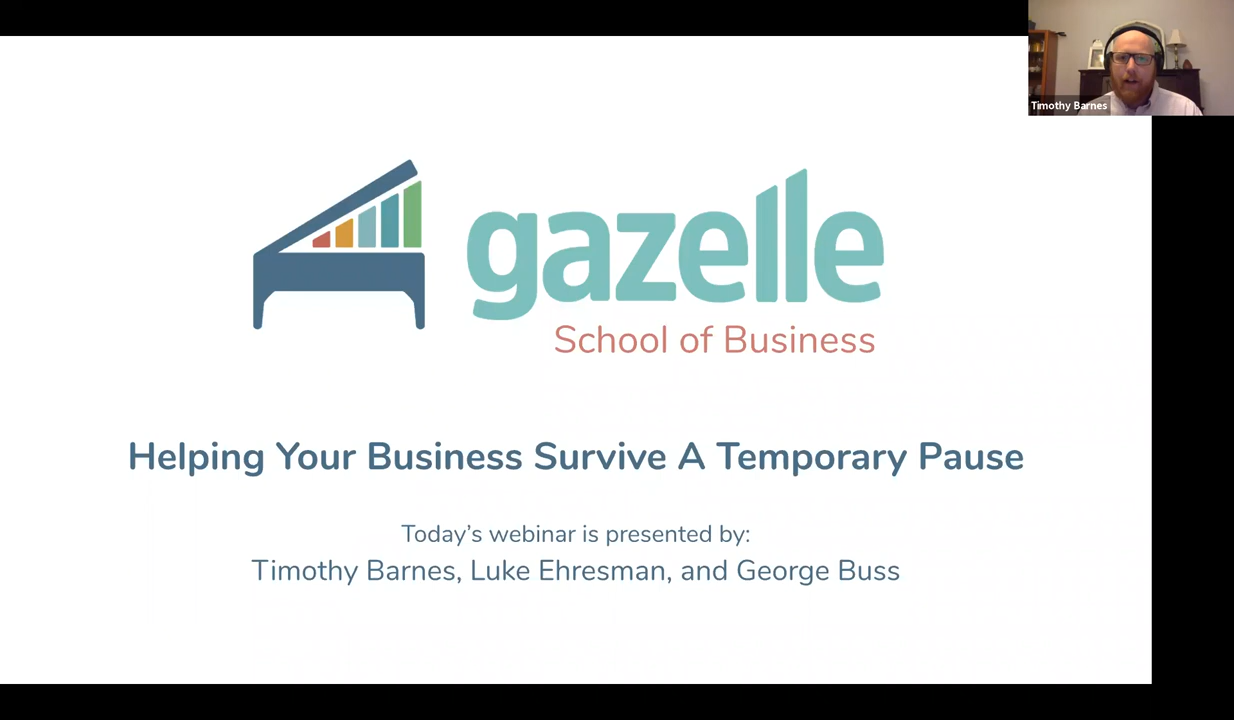 Timothy Barnes
gazelle
School of Business
Helping Your Business Survive A Temporary Pause
Today's webinar is presented by:
Timothy Barnes, Luke Ehresman, and George Buss